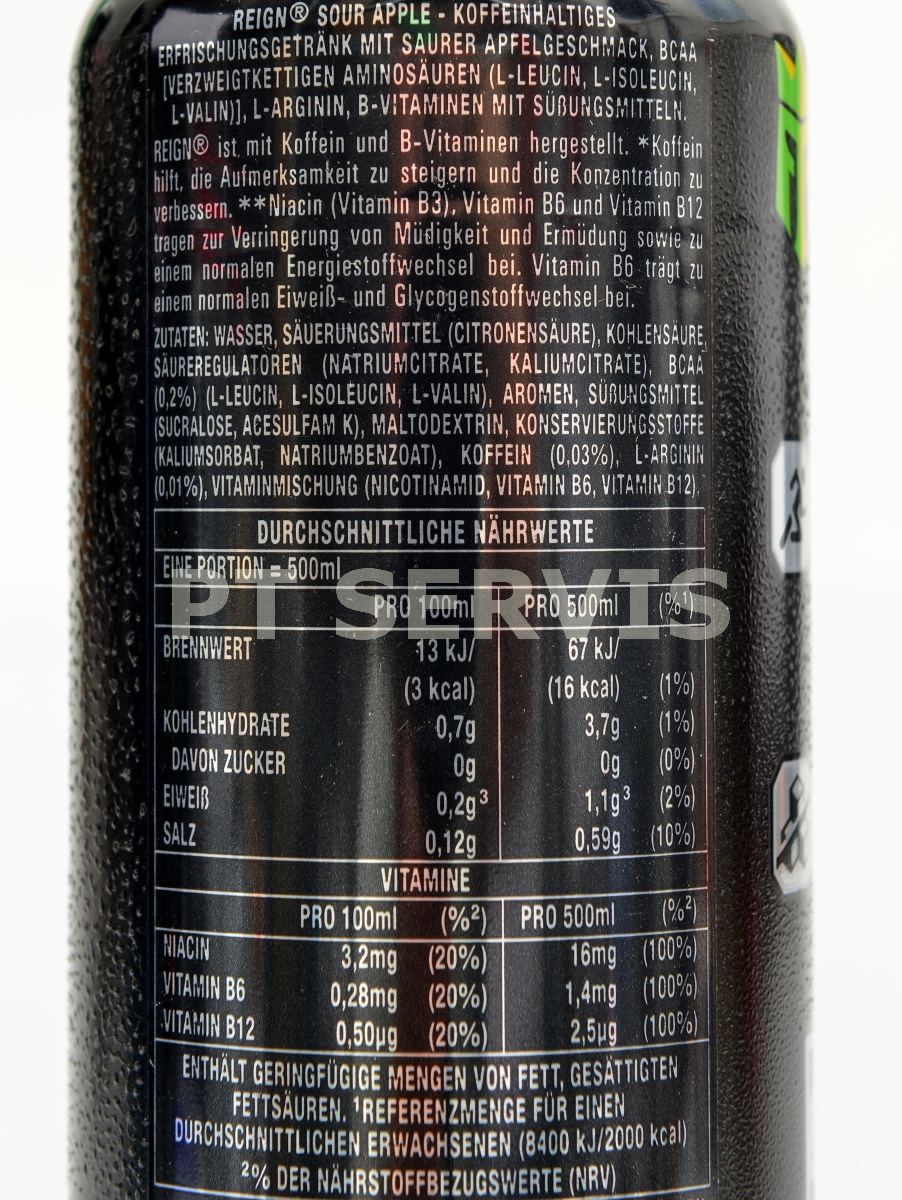 REIGN® SOUR APPLE - KOFFEINHALTIGES
ERFRISCHUNGSGETRÄNK MIT SAURER APFELGESCHMACK, BCAA
[VERZWEIGTKETTIGEN AMINOSÄUREN (L-LEUCIN, L-ISOLEUCIN,
L-VALIN)], L-ARGININ, B-VITAMINEN MIT SÜßUNGSMITTELN.
REIGN® ist mit Koffein und B-Vitaminen hergestellt. *Koffein
hilft, die Aufmerksamkeit zu steigern und die Konzentration zu
verbessern. **Niacin (Vitamin B3), Vitamin B6 und Vitamin B12
tragen zur Verringerung von Müdigkeit und Ermüdung sowie zu
einem normalen Energiestoffwechsel bei. Vitamin B6 trägt zu
einem normalen Eiweiß- und Glycogenstoffwechsel bei.
ZUTATEN: WASSER, SÄUERUNGSMITTEL (CITRONENSÄURE), KOHLENSÄURE,
SÄUREREGULATOREN (NATRIUMCITRATE, KALIUMCITRATE), BCAA
(0,2%) (L-LEUCIN, L-ISOLEUCIN, L-VALIN), AROMEN, SÜßUNGSMITTEL
(SUCRALOSE, ACESULFAM K), MALTODEXTRIN, KONSERVIERUNGSSTOFFE
(KALIUMSORBAT, NATRIUMBENZOAT), KOFFEIN (0,03%), L-ARGININ
(0,01%), VITAMINMISCHUNG (NICOTINAMID, VITAMIN B6, VITAMIN B12).
DURCHSCHNITTLICHE NÄHRWERTE
EINE PORTION = 500ml
PT SERVIS
PRO 100ml PRO 500ml (%¹)
BRENNWERT 13 kJ/ 67 kJ/
(3 kcal) (16 kcal) (1%)
KOHLENHYDRATE 0,7g 3,7g (1%)
DAVON ZUCKER 0g 0g (0%)
EIWEIß 0,2g³ 1,1g³ (2%)
SALZ 0,12g 0,59g (10%)
VITAMINE
PRO 100ml (%²) PRO 500ml (%²)
NIACIN 3,2mg (20%) 16mg (100%)
VITAMIN B6 0,28mg (20%) 1,4mg (100%)
VITAMIN B12 0,50µg (20%) 2,5µg (100%)
ENTHÄLT GERINGFÜGIGE MENGEN VON FETT, GESÄTTIGTEN
FETTSÄUREN. ¹REFERENZMENGE FÜR EINEN
DURCHSCHNITTLICHEN ERWACHSENEN (8400 kJ/2000 kcal)
²% DER NÄHRSTOFFBEZUGSWERTE (NRV)